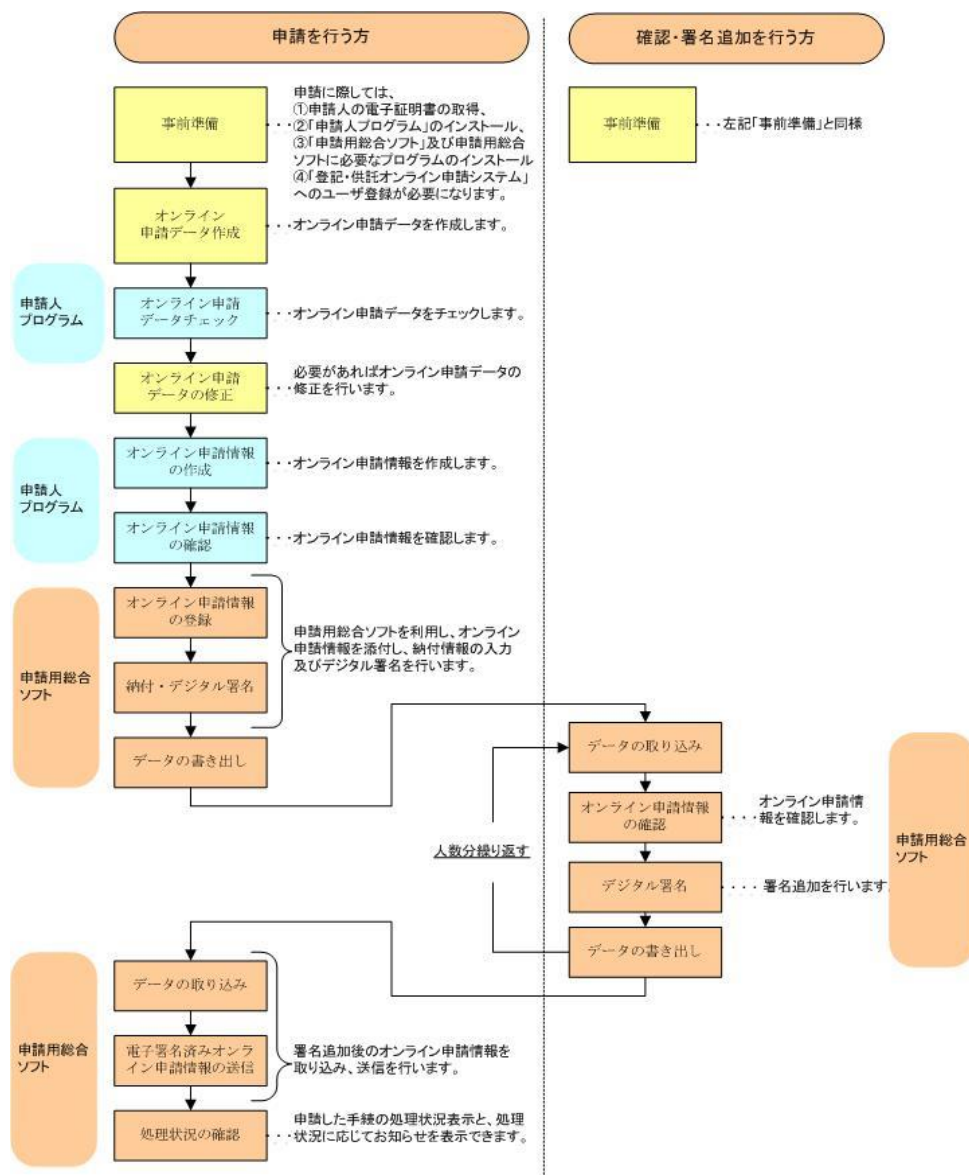 申請を行う方
確認・署名追加を行う方
事前準備
申請に際しては、
①申請人の電子証明書の取得、
・・・②「申請人プログラム」のインストール、
③「申請用総合ソフト」及び申請用総合
ソフトに必要なプログラムのインストール
④「登記・供託オンライン申請システム」
へのユーザ登録が必要になります。
事前準備
・・・左記「事前準備」と同様
オンライン
申請データ作成
・・・オンライン申請データを作成します。
申請人
プログラム
オンライン申請
データチェック
・・・オンライン申請データをチェックします。
オンライン申請
データの修正
必要があればオンライン申請データの
・・・修正を行います。
申請人
プログラム
オンライン申請情報
の作成
・・・オンライン申請情報を作成します。
オンライン申請情報
の確認
・・・オンライン申請情報を確認します。
申請用総合
ソフト
オンライン申請情報
の登録
納付・デジタル署名
申請用総合ソフトを利用し、オンライン
申請情報を添付し、納付情報の入力
及びデジタル署名を行います。
データの書き出し
データの取り込み
オンライン申請情報
の確認
オンライン申請情
・・・・報を確認します。
申請用総合
ソフト
人数分繰り返す
デジタル署名
・・・・署名追加を行います。
データの書き出し
申請用総合
ソフト
データの取り込み
電子署名済みオンラ
イン申請情報の送信
署名追加後のオンライン申請情報を
取り込み、送信を行います。
処理状況の確認
申請した手続の処理状況表示と、処理
・・・状況に応じてお知らせを表示できます。